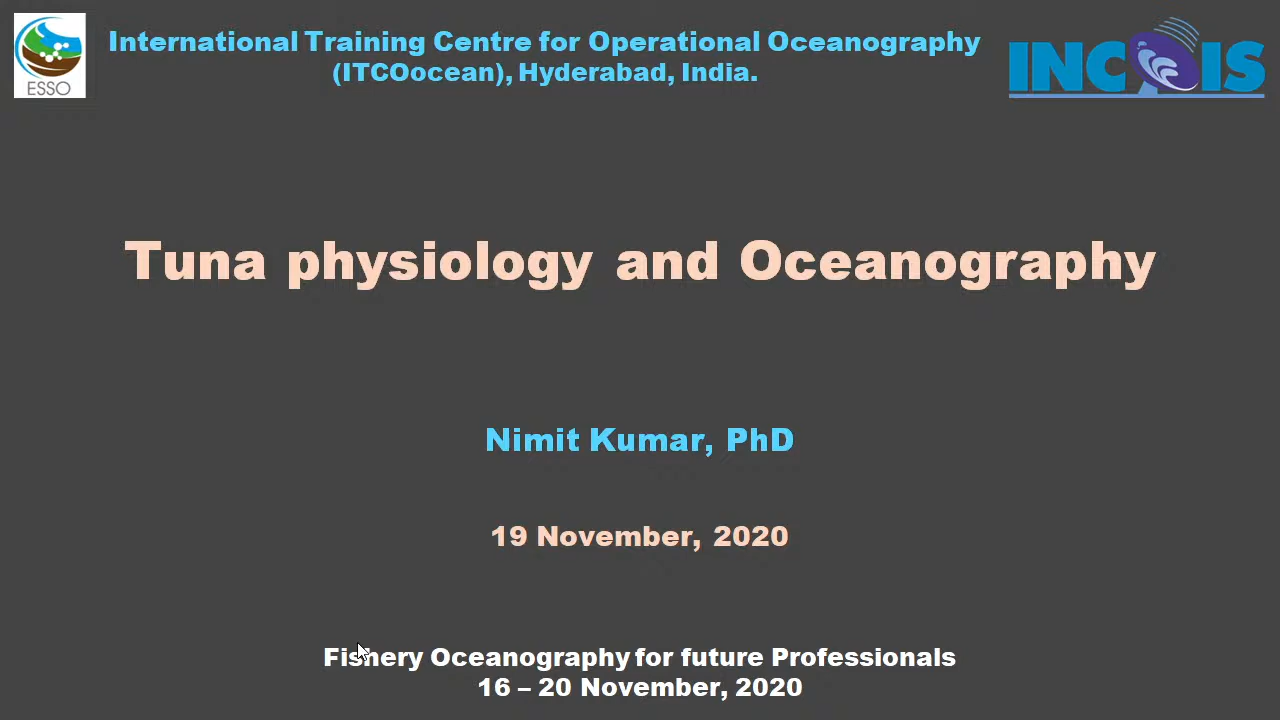 International Training Centre for Operational Oceanography
(ITCOocean), Hyderabad, India.
ESSO
INCOIS
Tuna physiology and Oceanography
Nimit Kumar, PhD
19 November, 2020
Fishery Oceanography for future Professionals
16 – 20 November, 2020